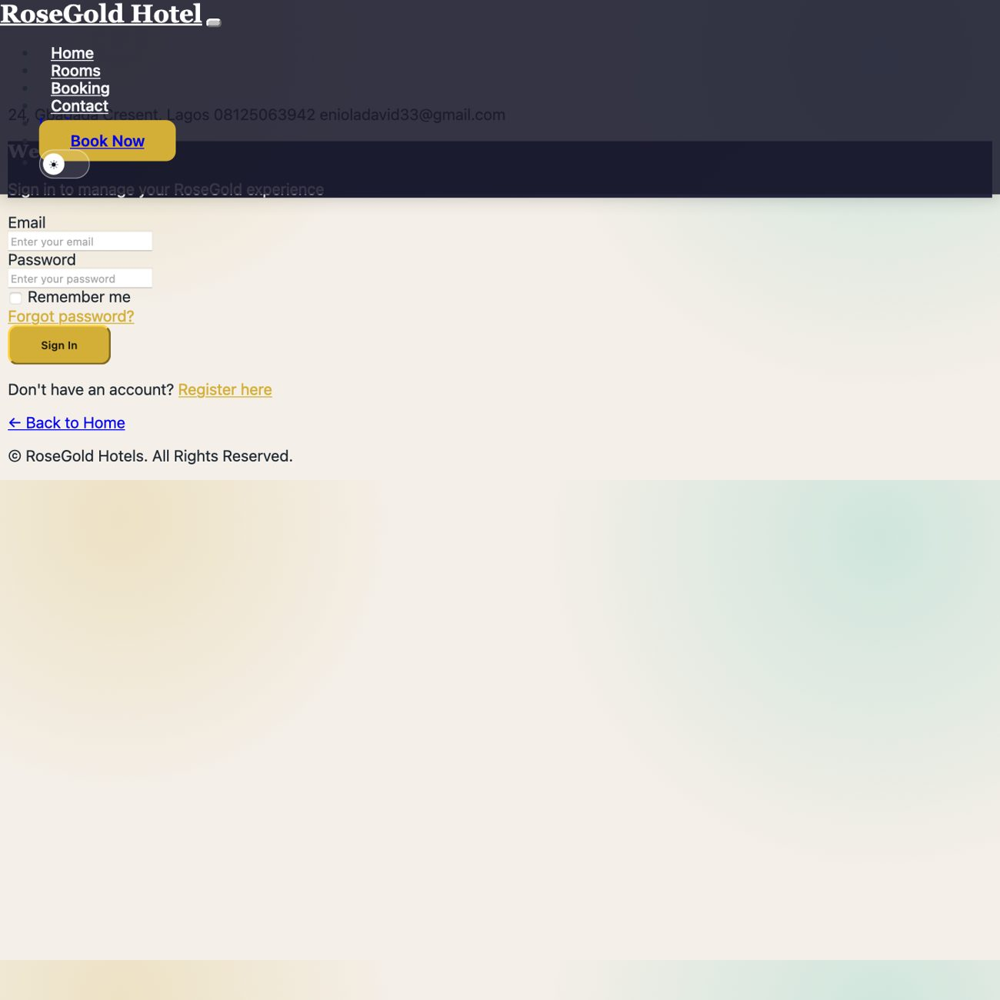 RoseGold Hotel
Home
Rooms
Booking
Contact
24, Gbagada Cresent, Lagos 08125063942 enioladavid33@gmail.com
Book Now
We
Sign in to manage your RoseGold experience
Email
Enter your email
Password
Enter your password
Remember me
Forgot password?
Sign In
Don't have an account? Register here
← Back to Home
© RoseGold Hotels. All Rights Reserved.